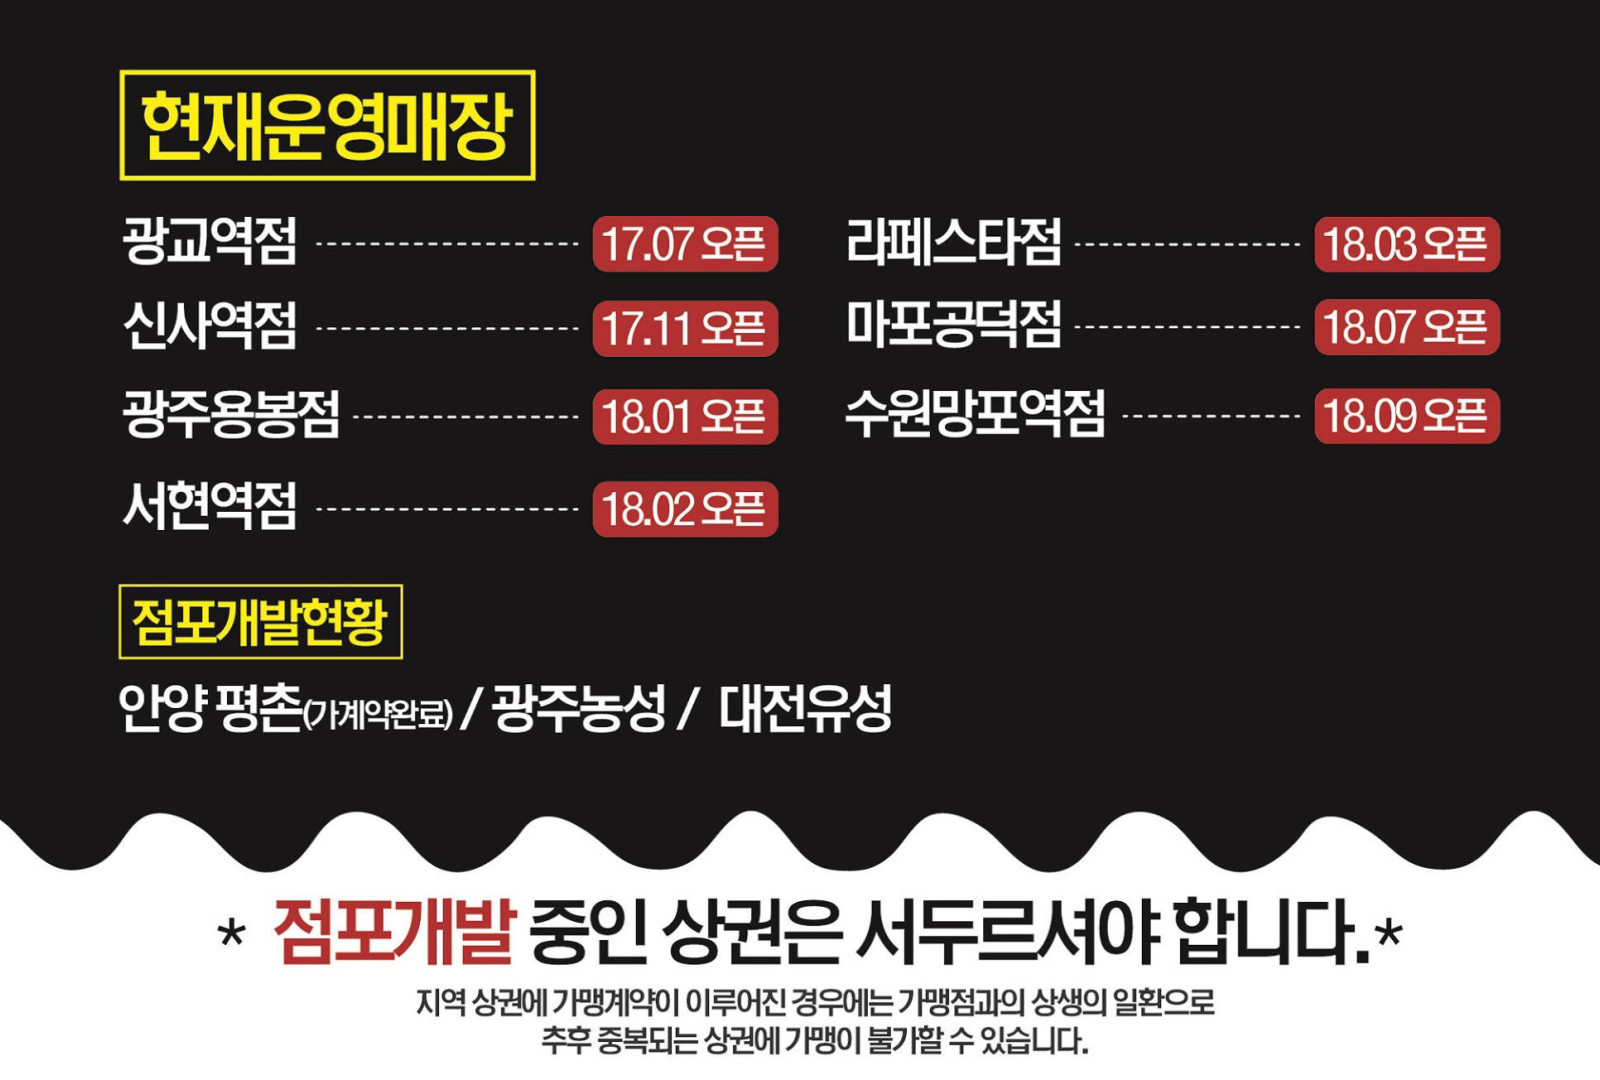 현재운영매장
광교역점 17.07 오픈
신사역점 17.11 오픈
광주용봉점 18.01 오픈
서현역점 18.02 오픈
라페스타점 18.03 오픈
마포공덕점 18.07 오픈
수원망포역점 18.09 오픈
점포개발현황
안양 평촌(가계약완료) / 광주농성 / 대전유성
* 점포개발 중인 상권은 서두르셔야 합니다.*
지역 상권에 가맹계약이 이루어진 경우에는 가맹점과의 상생의 일환으로
추후 중복되는 상권에 가맹이 불가할 수 있습니다.